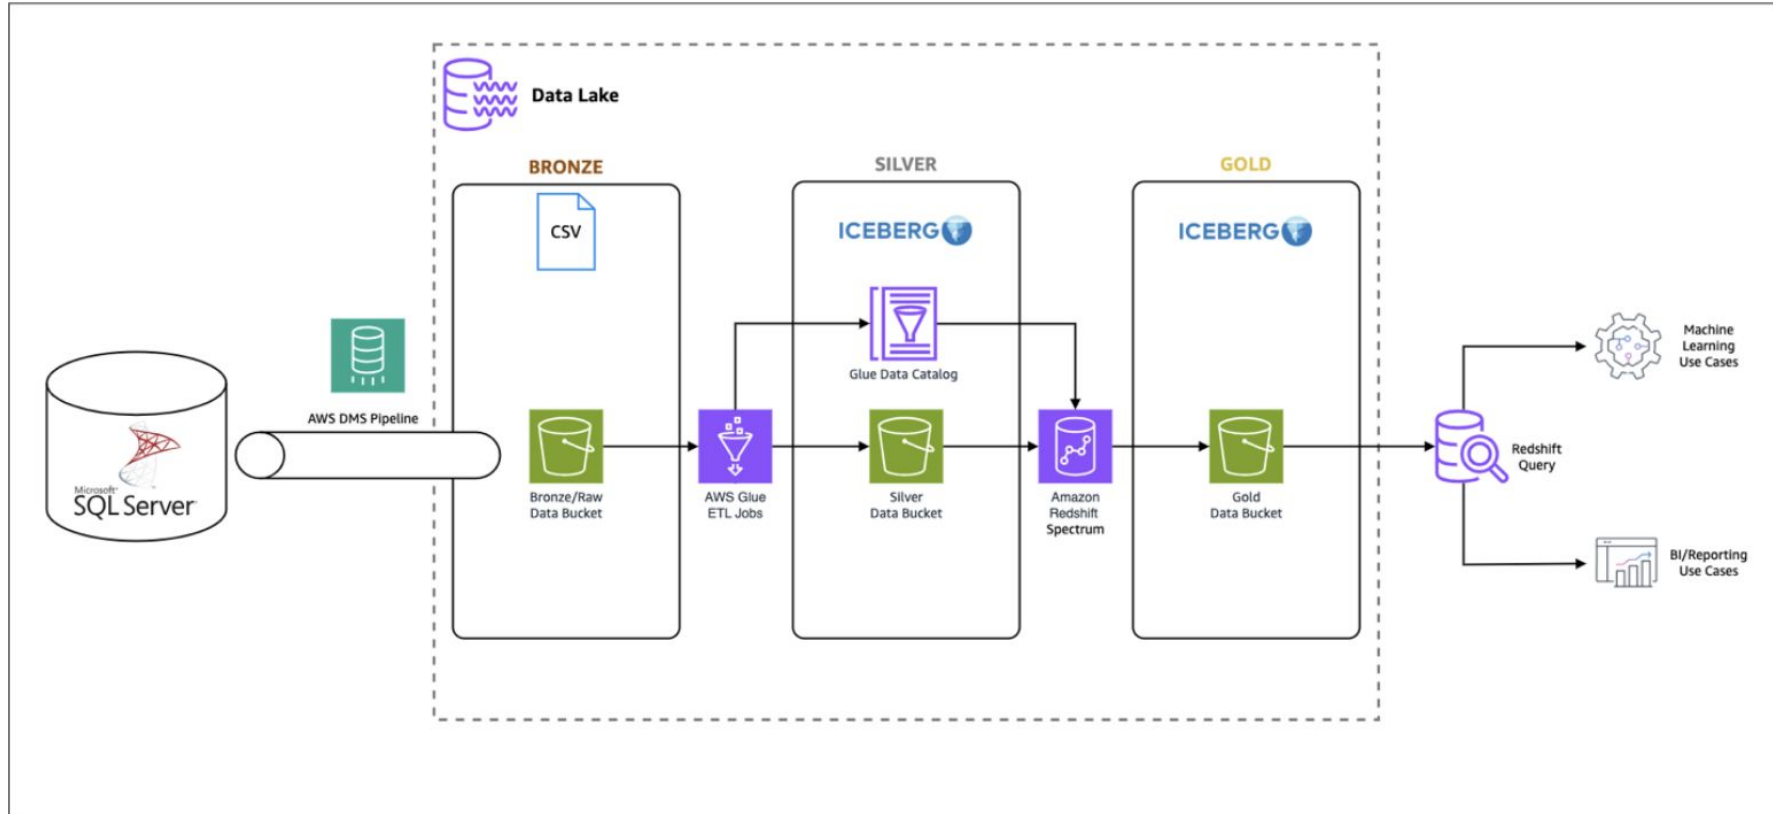 Data Lake
BRONZE
SILVER
GOLD
CSV
ICEBERG
ICEBERG
Microsoft®
SQL Server
AWS DMS Pipeline
Bronze/Raw
Data Bucket
AWS Glue
ETL Jobs
Glue Data Catalog
Silver
Data Bucket
Amazon
Redshift
Spectrum
Gold
Data Bucket
Redshift
Query
Machine
Learning
Use Cases
BI/Reporting
Use Cases